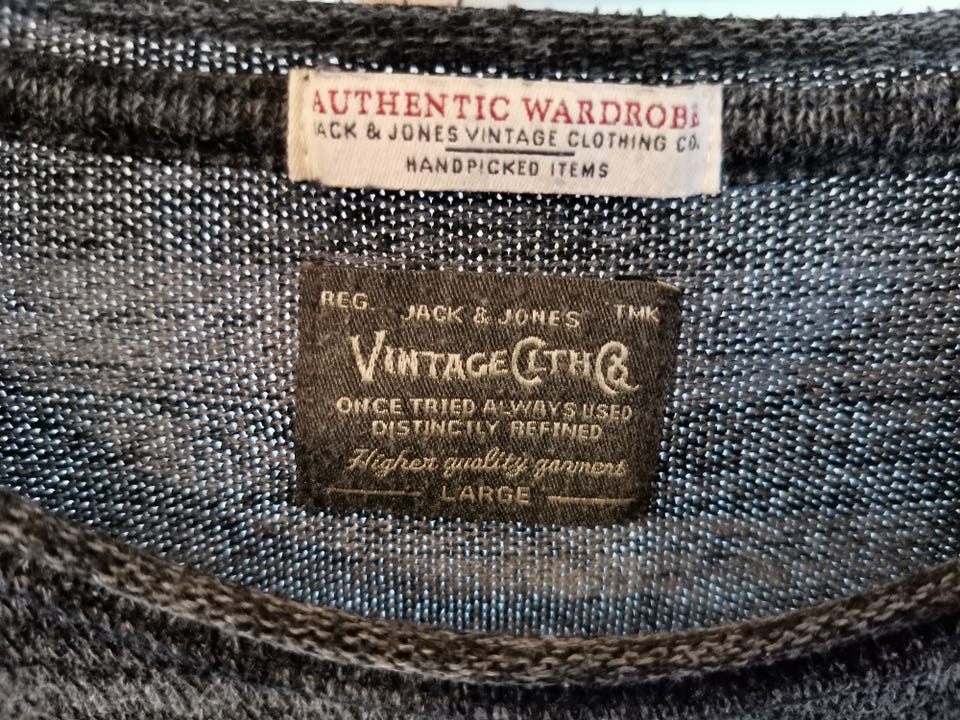 AUTHENTIC WARDROBE
JACK & JONES VINTAGE CLOTHING CO.
HANDPICKED ITEMS
REG. JACK & JONES TMK
VINTAGE CLTH CO.
ONCE TRIED ALWAYS USED
DISTINCTLY REFINED
Higher quality garment
LARGE